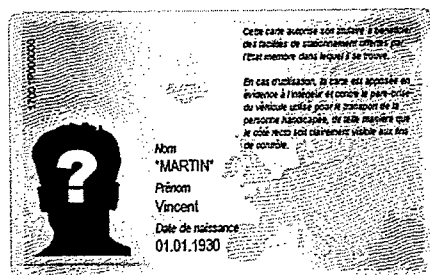 Cette carte autorise son titulaire à bénéficier
des facilités de stationnement offertes par
l'Etat membre dans lequel il se trouve.
En cas d'utilisation, la carte est apposée en
évidence à l'intérieur et contre le pare-brise
du véhicule utilisé pour le transport de la
personne handicapée, de telle manière que
le côté recto soit clairement visible aux fins
de contrôle.
?
Nom
*MARTIN*
Prénom
Vincent
Date de naissance
01.01.1930